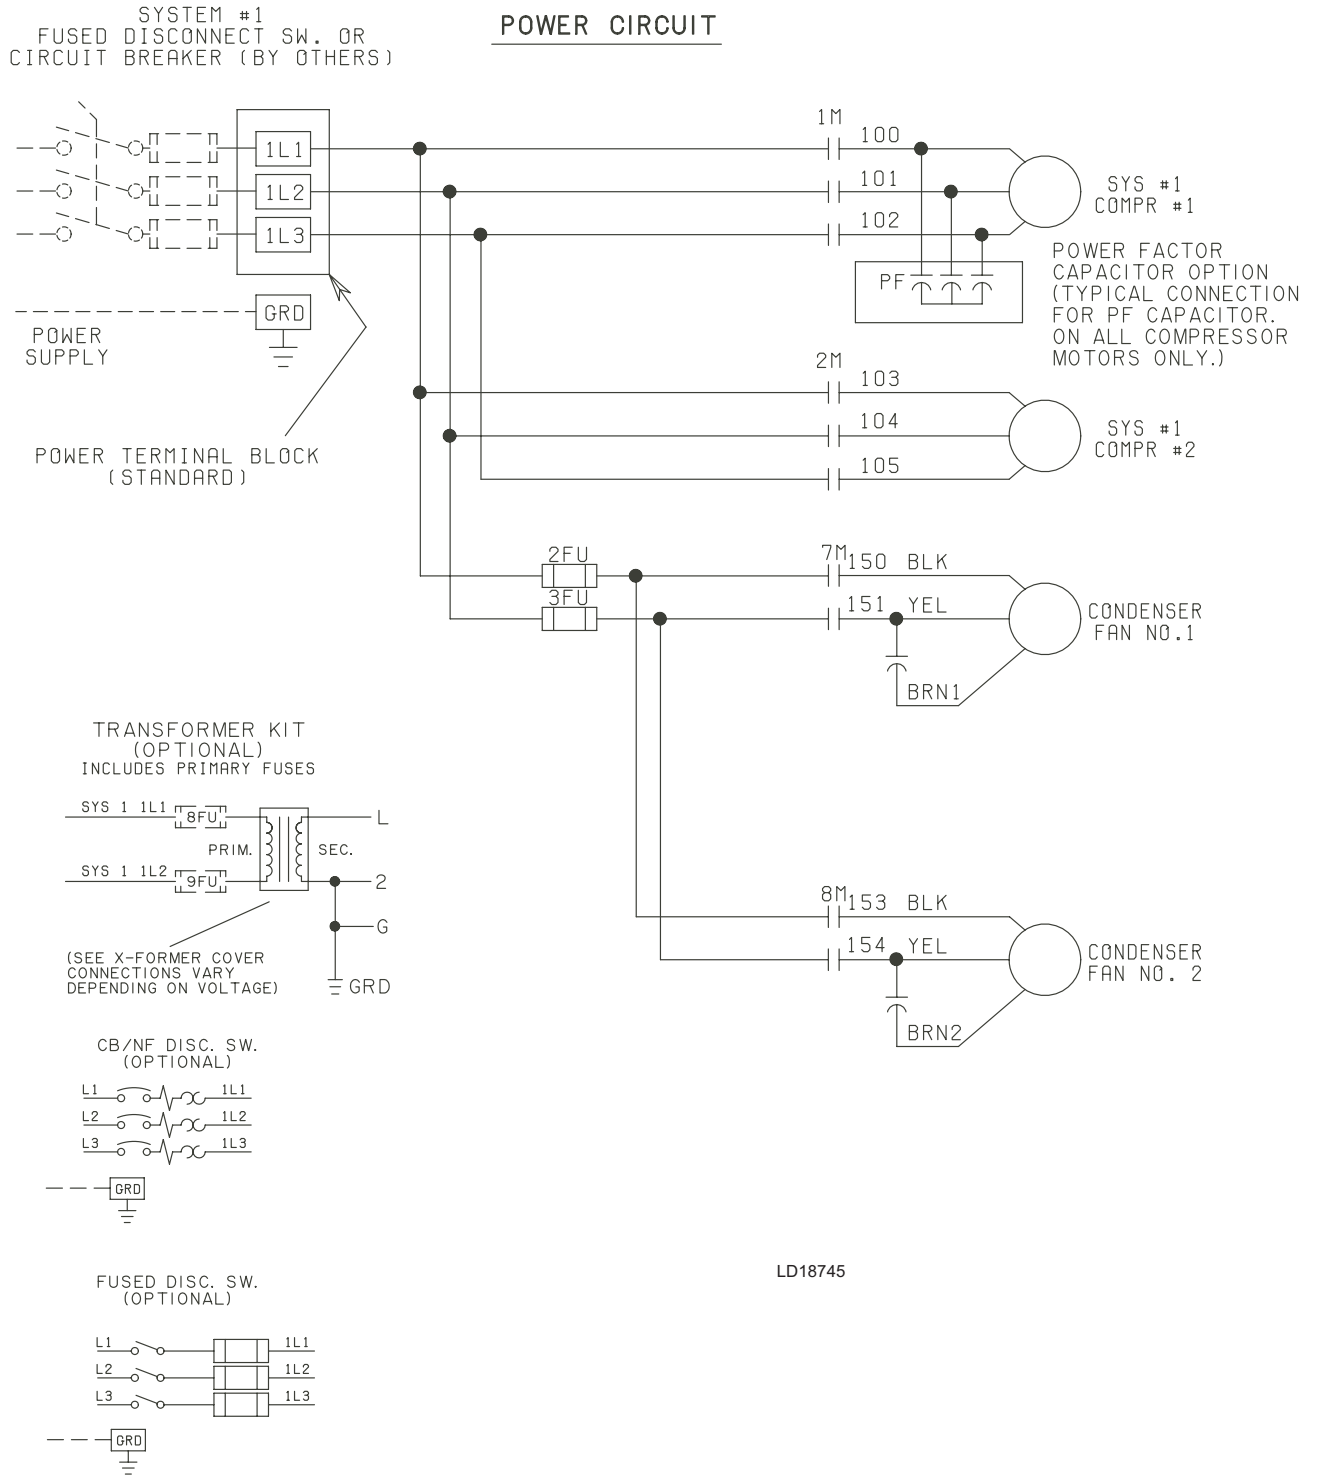 SYSTEM #1
FUSED DISCONNECT SW. OR
CIRCUIT BREAKER (BY OTHERS)
POWER CIRCUIT
1L1
1L2
1L3
GRD
POWER
SUPPLY
POWER TERMINAL BLOCK
(STANDARD)
1M
100
101
102
SYS #1
COMPR #1
PF
POWER FACTOR
CAPACITOR OPTION
(TYPICAL CONNECTION
FOR PF CAPACITOR.
ON ALL COMPRESSOR
MOTORS ONLY.)
2M
103
104
105
SYS #1
COMPR #2
2FU
3FU
7M
150 BLK
151 YEL
BRN1
CONDENSER
FAN NO.1
8M
153 BLK
154 YEL
BRN2
CONDENSER
FAN NO. 2
TRANSFORMER KIT
(OPTIONAL)
INCLUDES PRIMARY FUSES
SYS 1 1L1
8FU
L
PRIM.
SEC.
SYS 1 1L2
9FU
2
G
GRD
(SEE X-FORMER COVER
CONNECTIONS VARY
DEPENDING ON VOLTAGE)
CB/NF DISC. SW.
(OPTIONAL)
L1 1L1
L2 1L2
L3 1L3
GRD
FUSED DISC. SW.
(OPTIONAL)
L1 1L1
L2 1L2
L3 1L3
GRD
LD18745